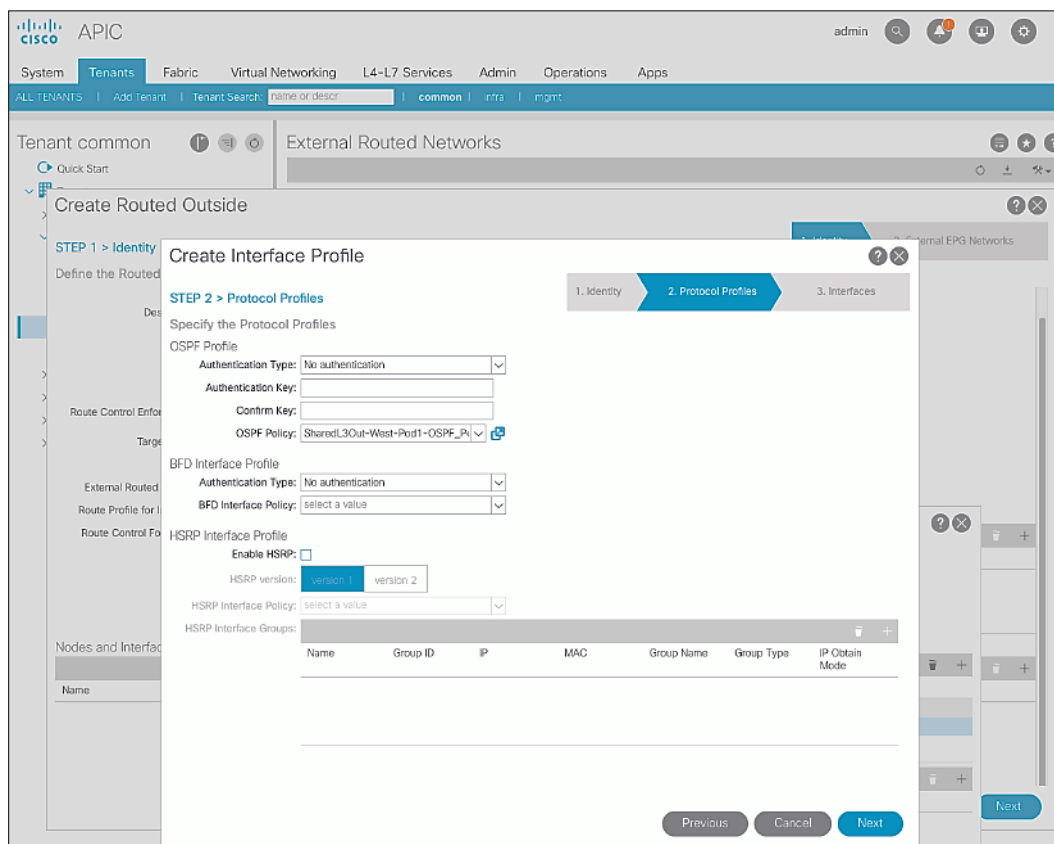 cisco APIC
admin
System Tenants Fabric Virtual Networking L4-L7 Services Admin Operations Apps
ALL TENANTS | Add Tenant | Tenant Search: name or descr | common | infra | mgmt
Tenant common
External Routed Networks
Quick Start
Create Routed Outside
STEP 1 > Identity
External EPG Networks
Define the Routed
Create Interface Profile
STEP 2 > Protocol Profiles
1. Identity 2. Protocol Profiles 3. Interfaces
Specify the Protocol Profiles
OSPF Profile
Authentication Type: No authentication
Authentication Key:
Confirm Key:
OSPF Policy: SharedL3Out-West-Pod1-OSPF_P
BFD Interface Profile
Authentication Type: No authentication
BFD Interface Policy: select a value
HSRP Interface Profile
Enable HSRP:
HSRP version: version 1 version 2
HSRP Interface Policy: select a value
HSRP Interface Groups:
Name Group ID IP MAC Group Name Group Type IP Obtain Mode
Previous Cancel Next
Des
Route Control Enfor
Targe
External Routed
Route Profile for I
Route Control Fo
Nodes and Interfac
Name
Next